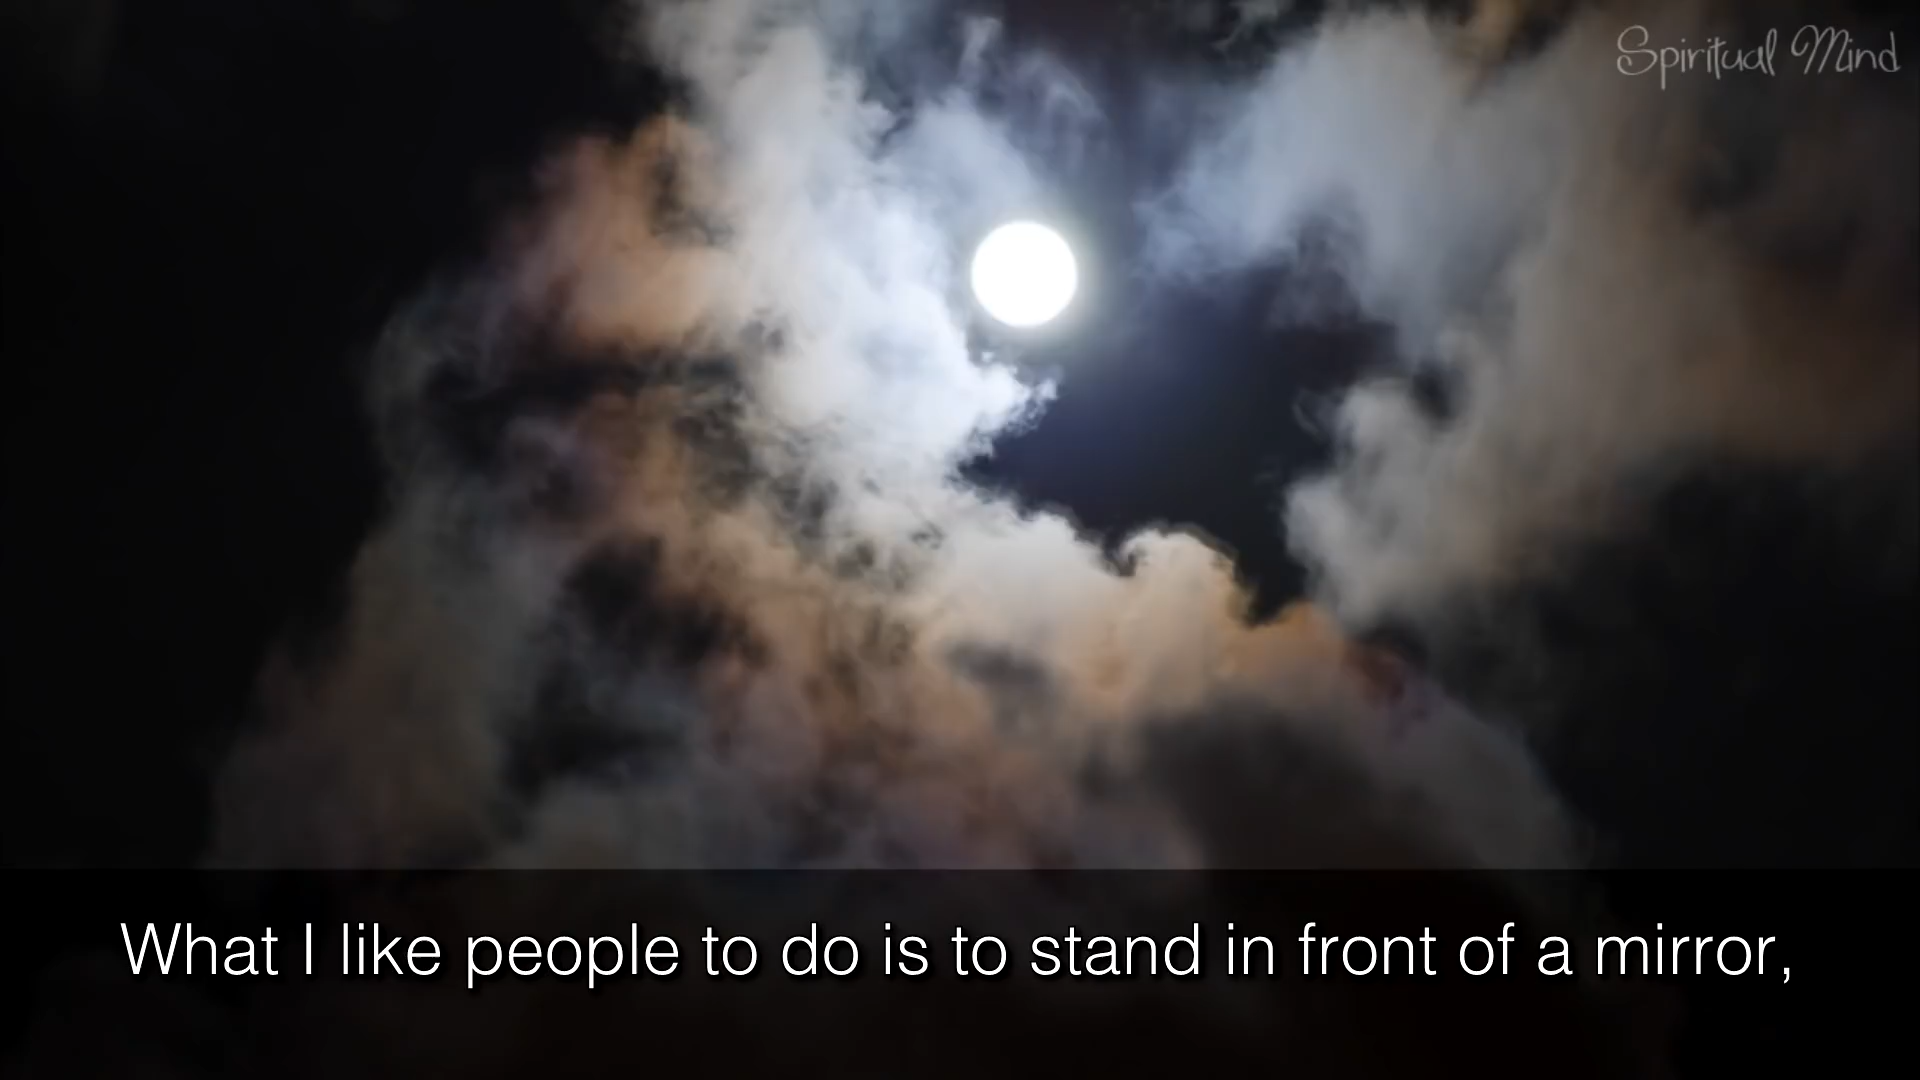 Spiritual Mind
What I like people to do is to stand in front of a mirror,